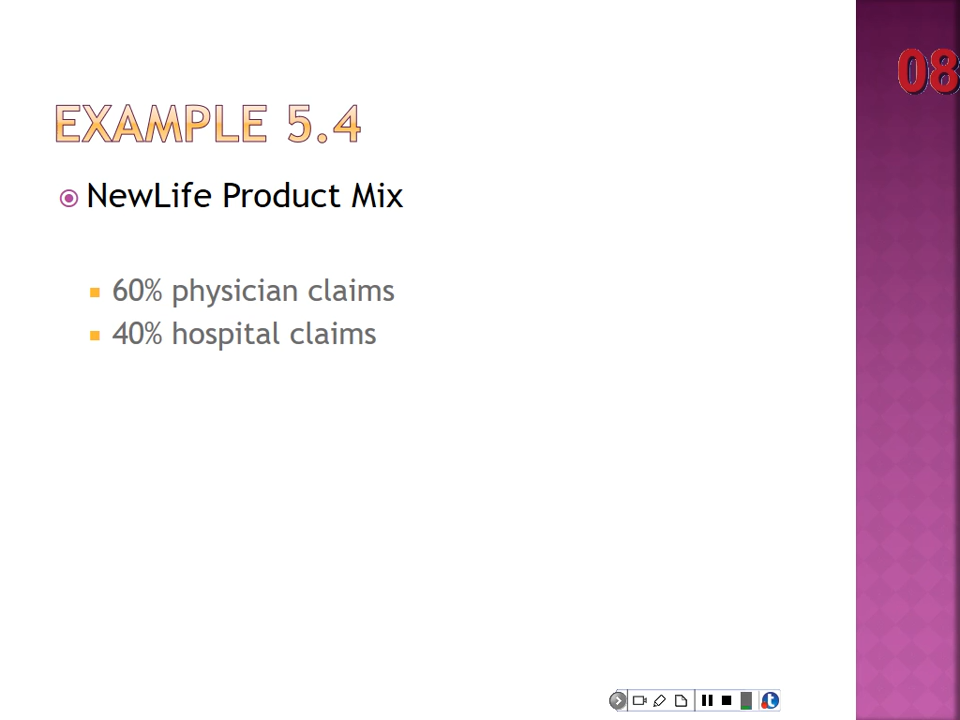 08
EXAMPLE 5.4
NewLife Product Mix
60% physician claims
40% hospital claims